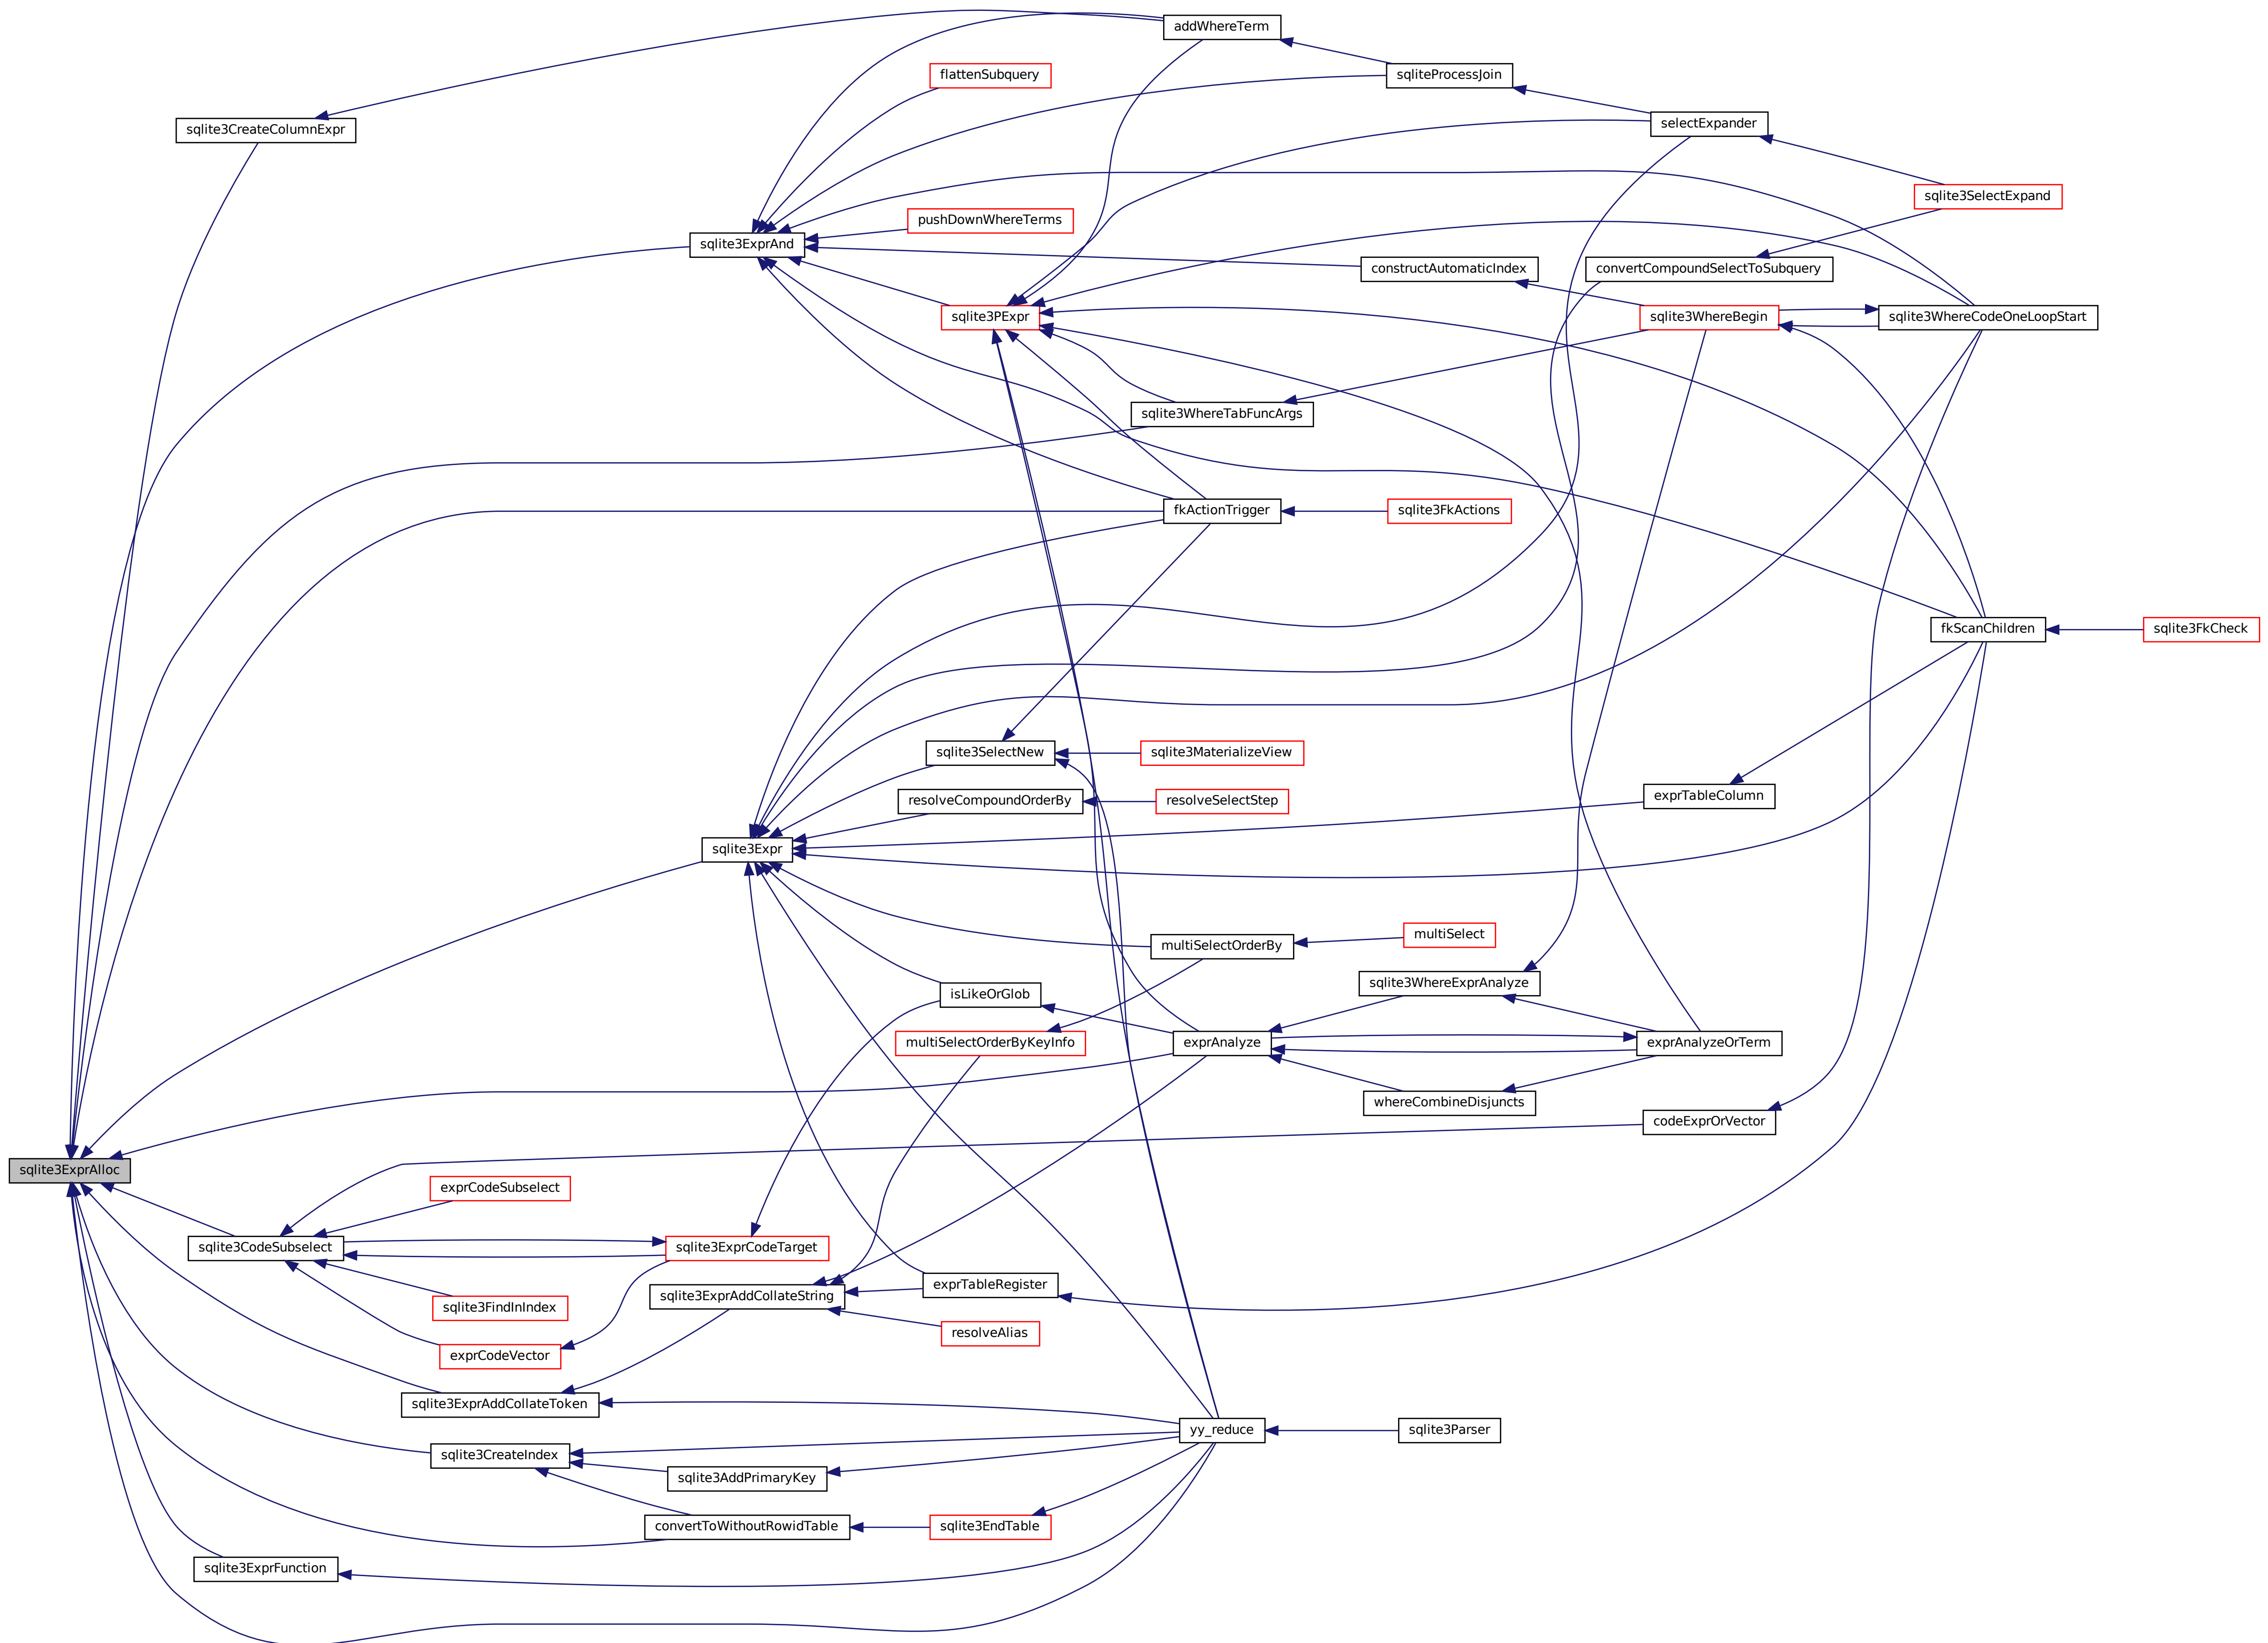 addWhereTerm
flattenSubquery
sqliteProcessJoin
sqlite3CreateColumnExpr
selectExpander
sqlite3SelectExpand
pushDownWhereTerms
sqlite3ExprAnd
constructAutomaticIndex
convertCompoundSelectToSubquery
sqlite3PExpr
sqlite3WhereBegin
sqlite3WhereCodeOneLoopStart
sqlite3WhereTabFuncArgs
fkActionTrigger
sqlite3FkActions
fkScanChildren
sqlite3FkCheck
sqlite3SelectNew
sqlite3MaterializeView
resolveCompoundOrderBy
resolveSelectStep
exprTableColumn
sqlite3Expr
multiSelectOrderBy
multiSelect
sqlite3WhereExprAnalyze
isLikeOrGlob
multiSelectOrderByKeyInfo
exprAnalyze
exprAnalyzeOrTerm
whereCombineDisjuncts
codeExprOrVector
sqlite3ExprAlloc
exprCodeSubselect
sqlite3CodeSubselect
sqlite3ExprCodeTarget
exprTableRegister
sqlite3FindInIndex
sqlite3ExprAddCollateString
resolveAlias
exprCodeVector
sqlite3ExprAddCollateToken
yy_reduce
sqlite3Parser
sqlite3CreateIndex
sqlite3AddPrimaryKey
convertToWithoutRowidTable
sqlite3EndTable
sqlite3ExprFunction